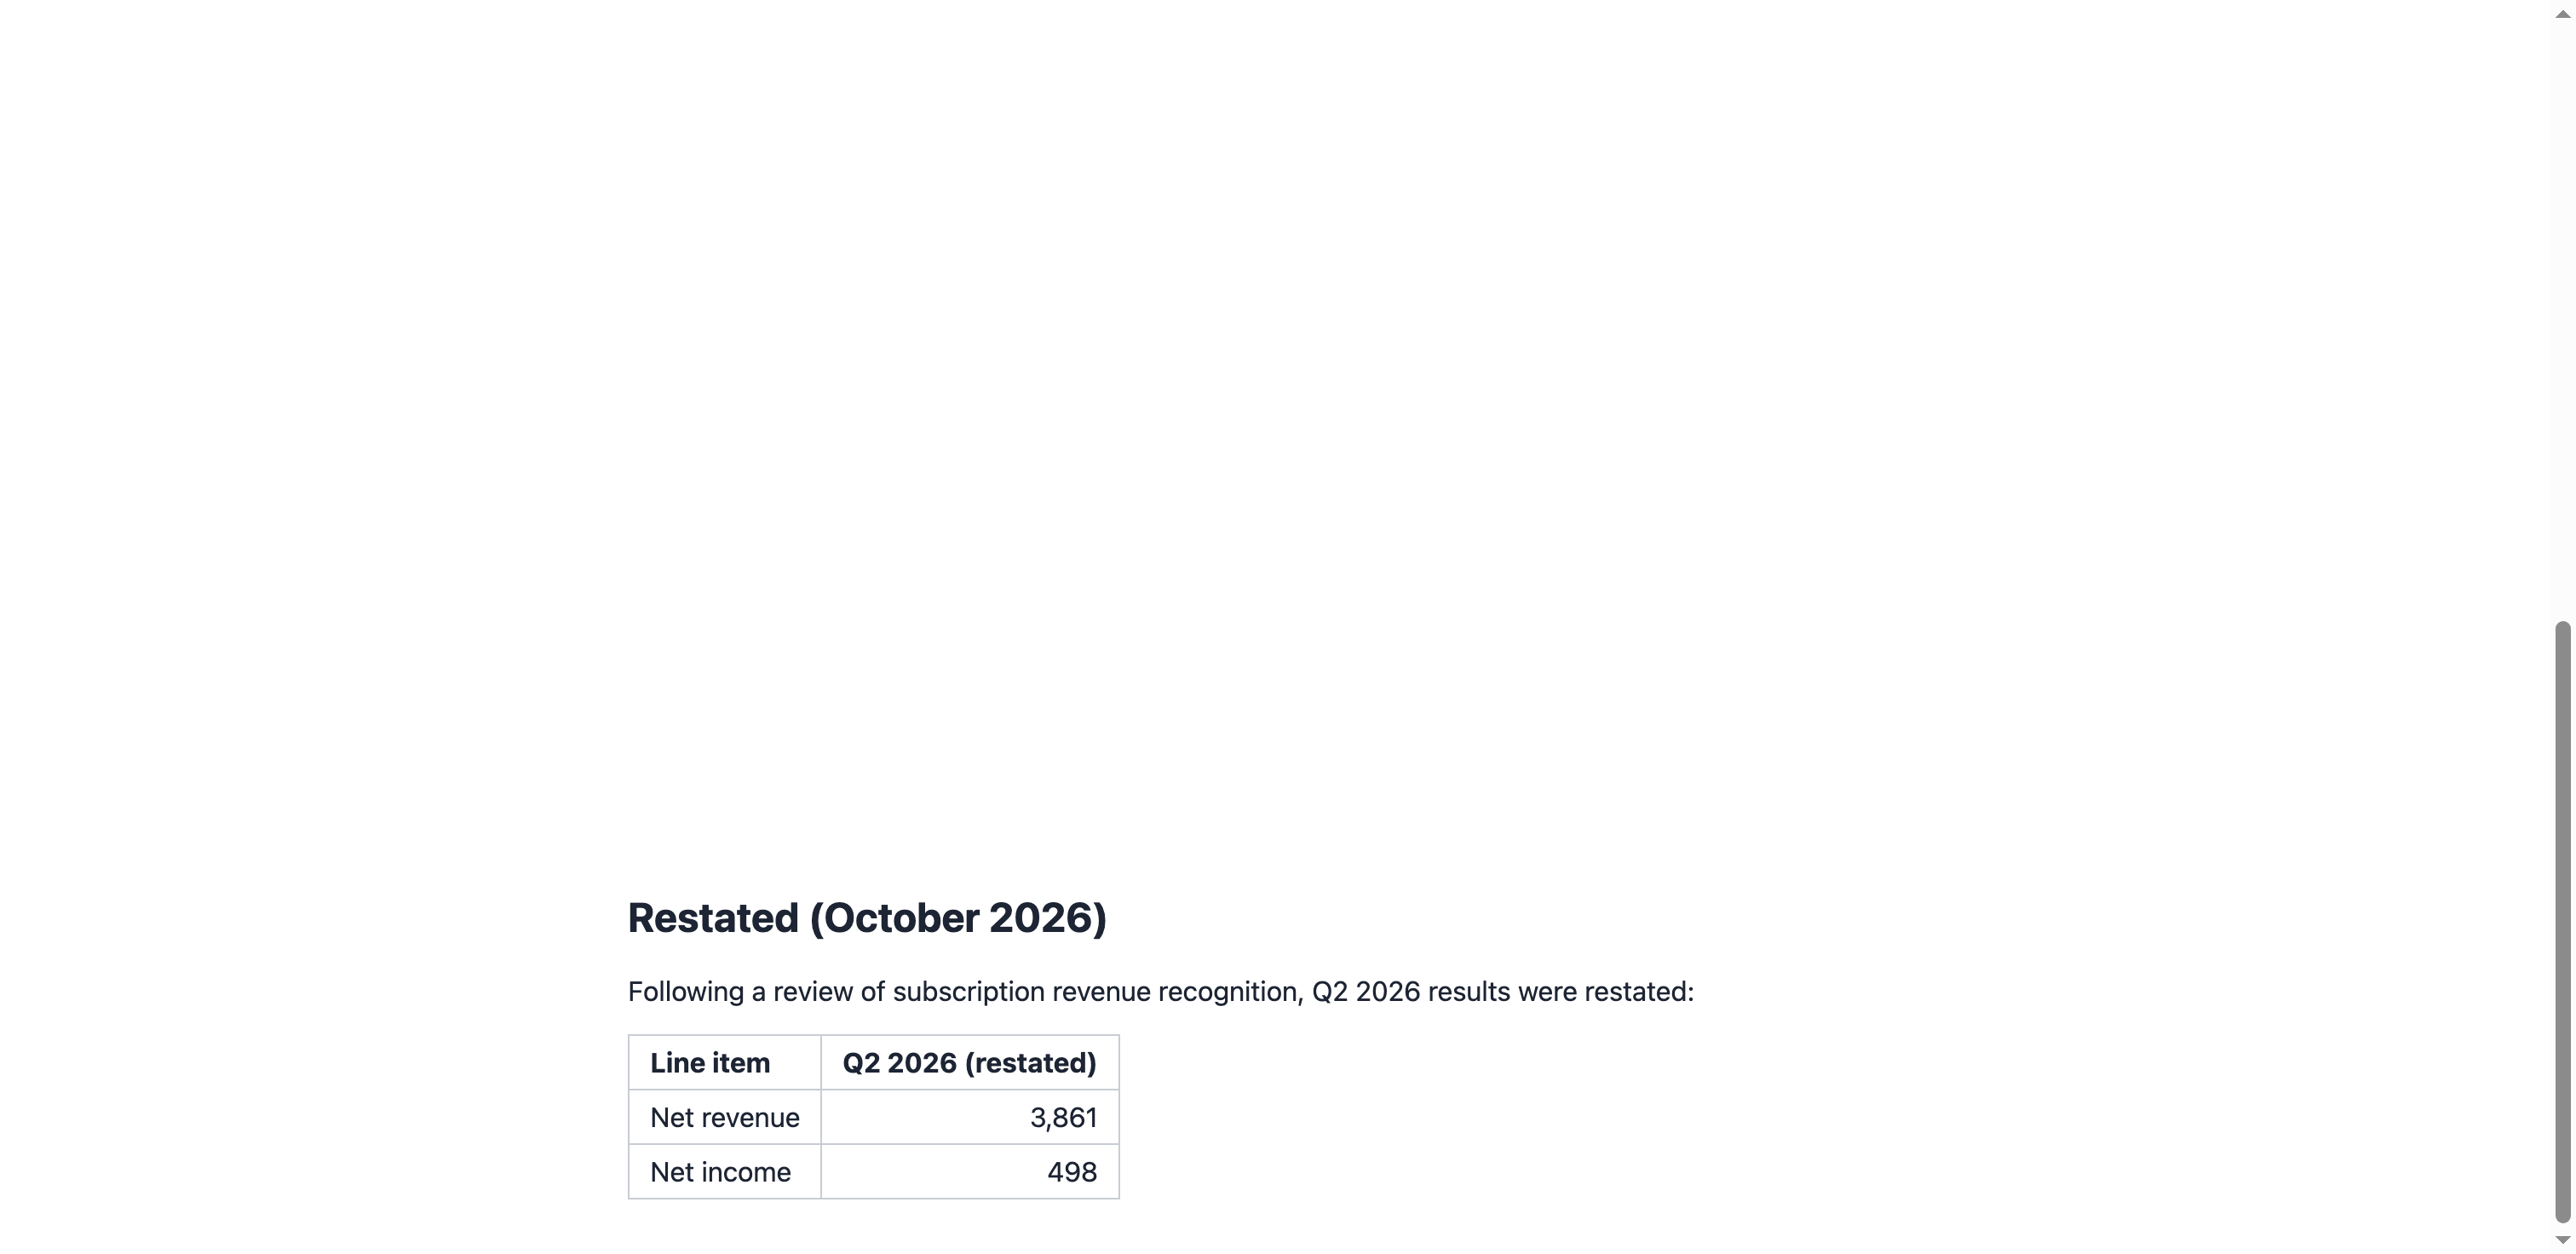 Restated (October 2026)
Following a review of subscription revenue recognition, Q2 2026 results were restated:
Line item Q2 2026 (restated)
Net revenue 3,861
Net income 498